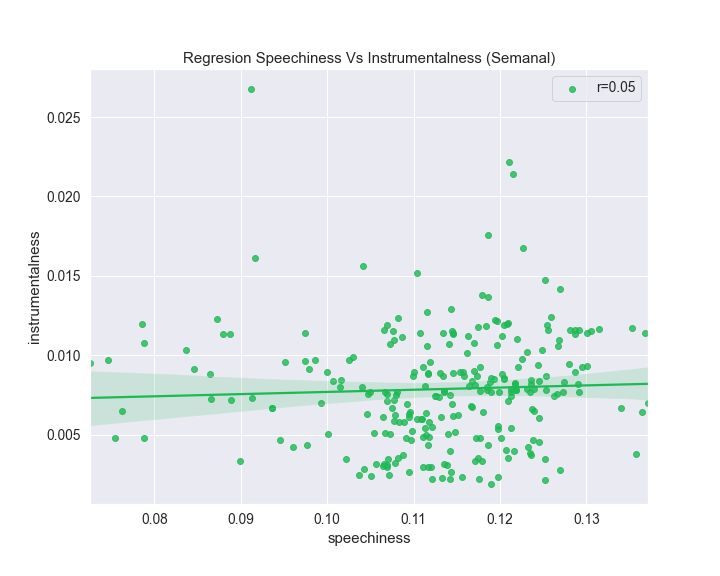 Regresion Speechiness Vs Instrumentalness (Semanal)
r=0.05
0.025
0.020
0.015
0.010
0.005
instrumentalness
0.08 0.09 0.10 0.11 0.12 0.13
speechiness